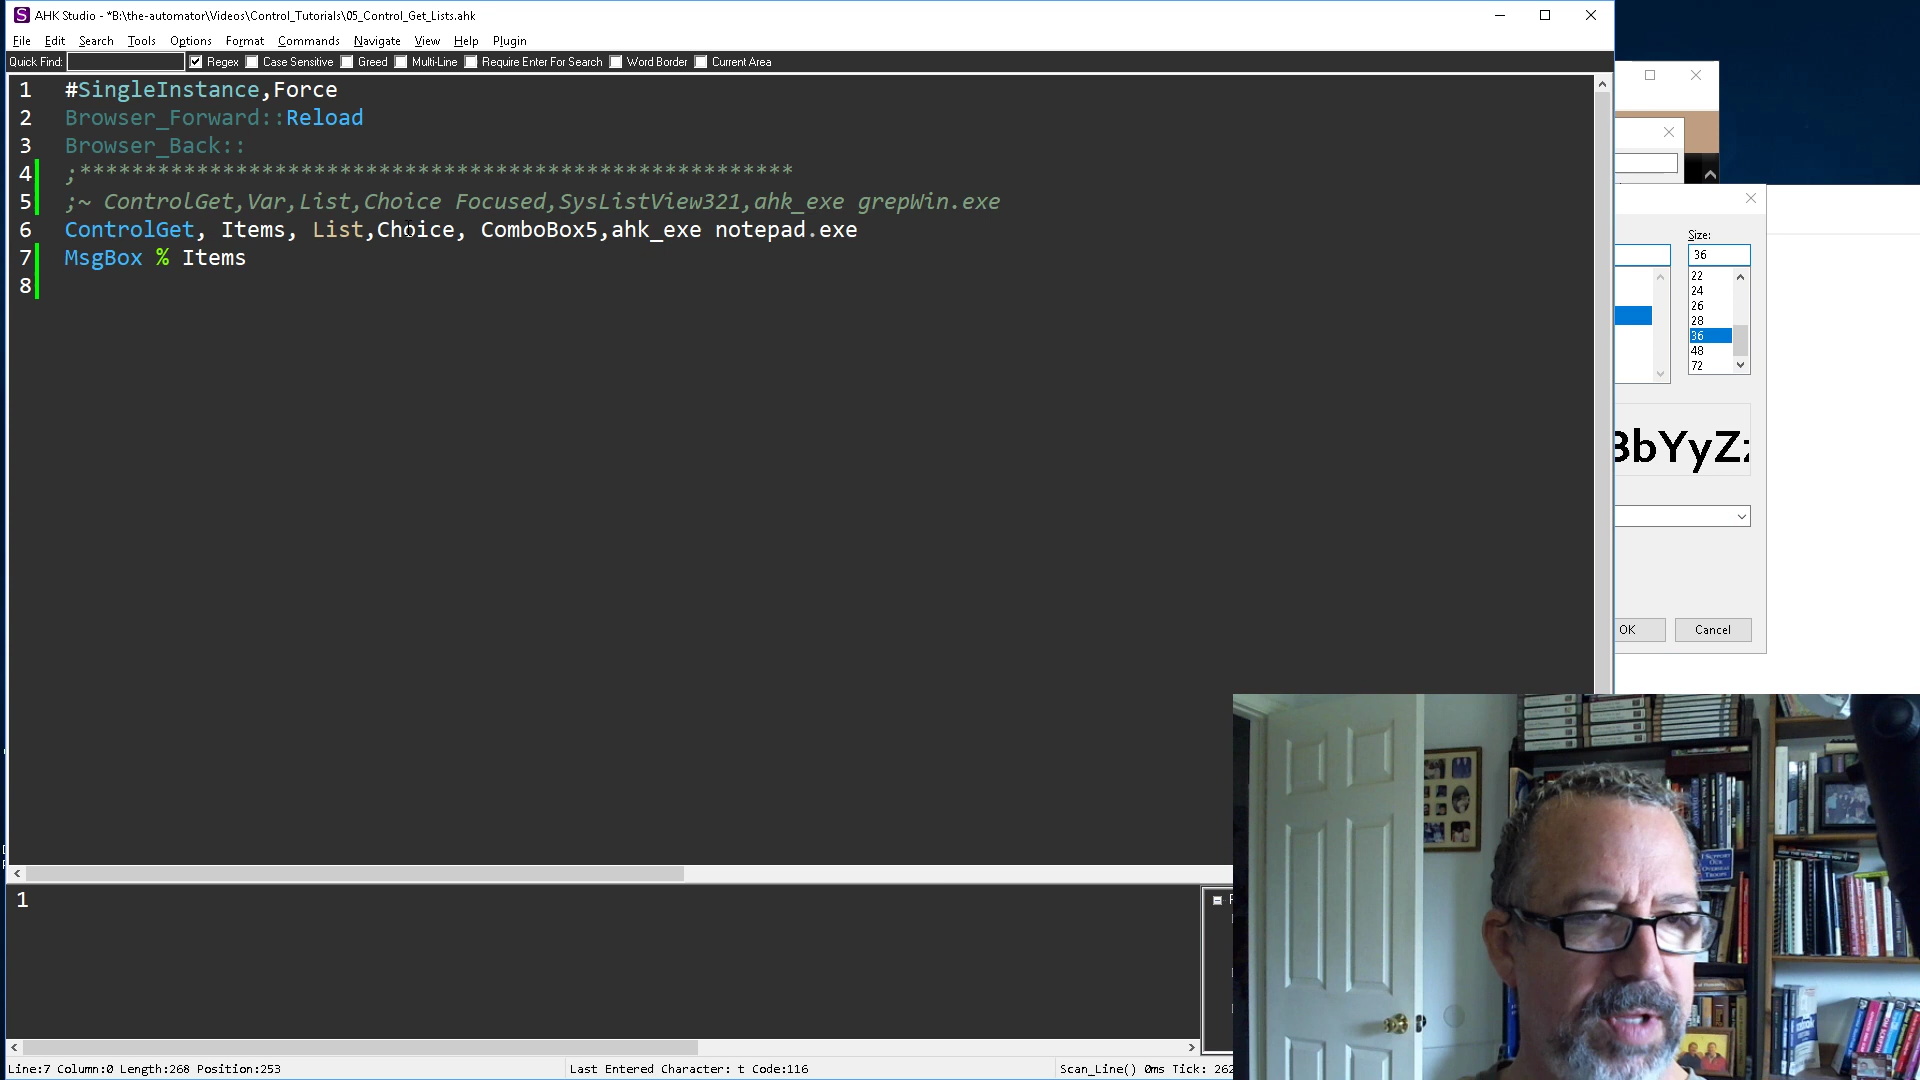 AHK Studio - *B:\the-automator\Videos\Control_Tutorials\05_Control_Get_Lists.ahk
File Edit Search Tools Options Format Commands Navigate View Help Plugin
Quick Find: Regex Case Sensitive Greed Multi-Line Require Enter For Search Word Border Current Area
1 #SingleInstance,Force
2 Browser_Forward::Reload
3 Browser_Back::
4 ;*******************************************************
5 ;~ ControlGet,Var,List,Choice Focused,SysListView321,ahk_exe grepWin.exe
6 ControlGet, Items, List,Choice, ComboBox5,ahk_exe notepad.exe
7 MsgBox % Items
8
Size:
36
22
24
26
28
36
48
72
BbYyZz
OK Cancel
1
I SUPPORT OUR OVERSEAS TROOPS
Line:7 Column:0 Length:268 Position:253 Last Entered Character: t Code:116 Scan_Line() 0ms Tick: 262